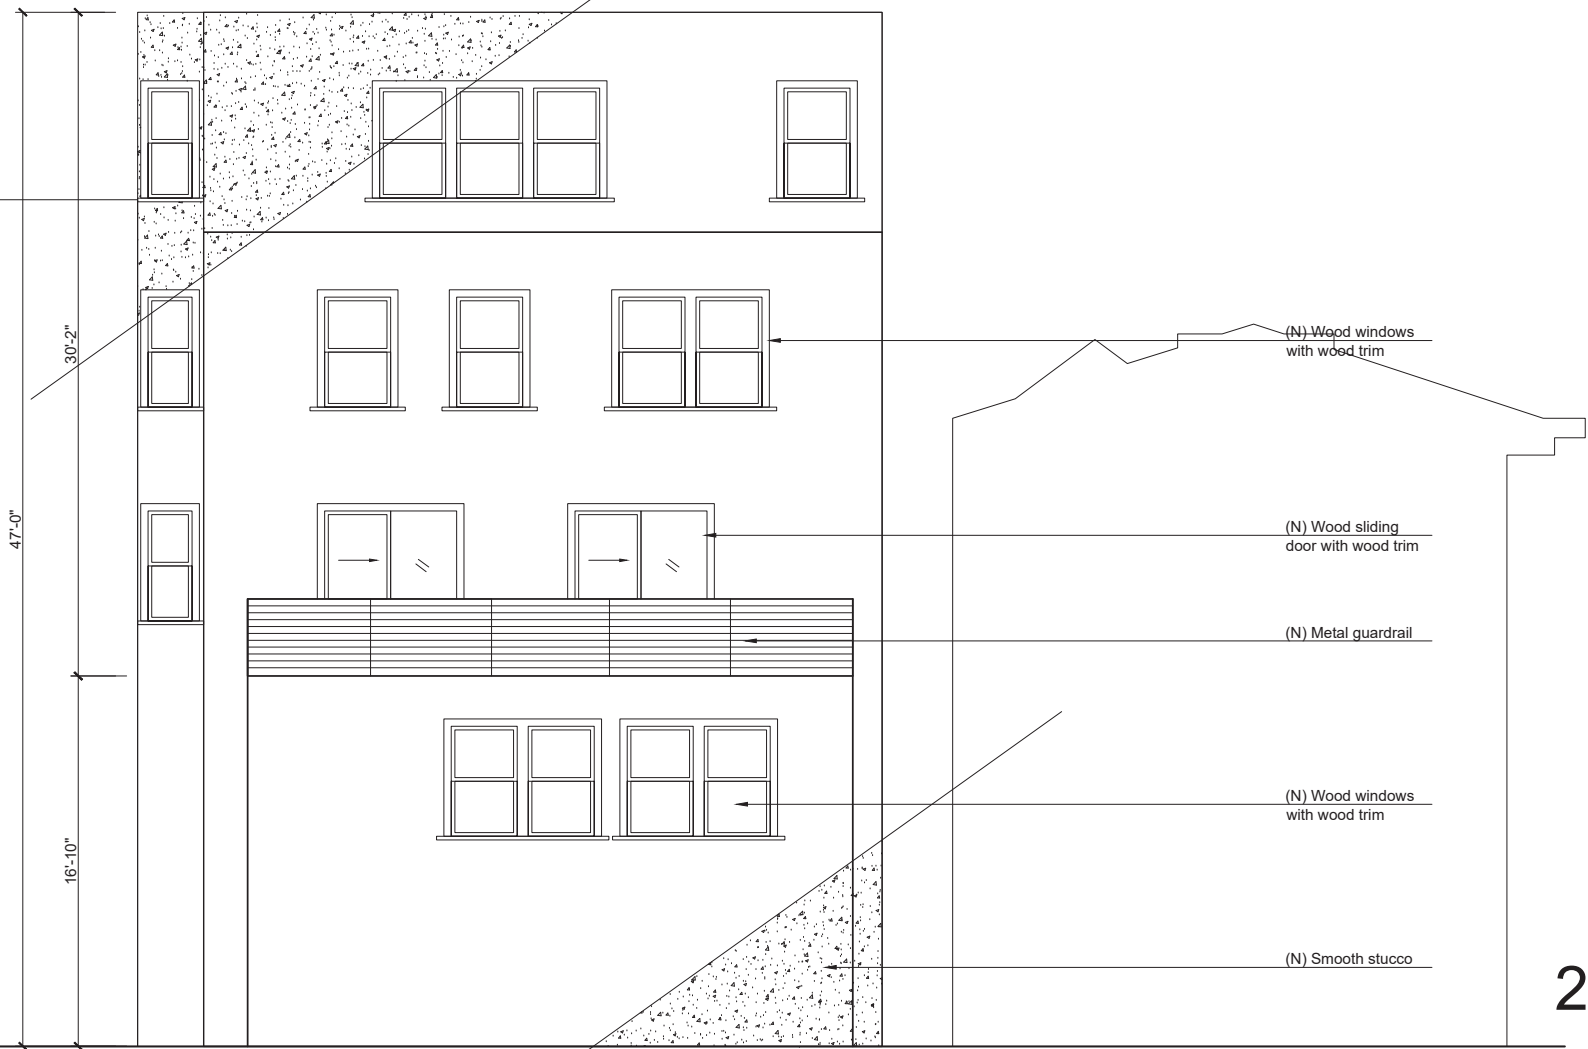 (N) Wood windows
with wood trim
30'-2"
47'-0"
(N) Wood sliding
door with wood trim
(N) Metal guardrail
(N) Wood windows
with wood trim
16'-10"
(N) Smooth stucco
2